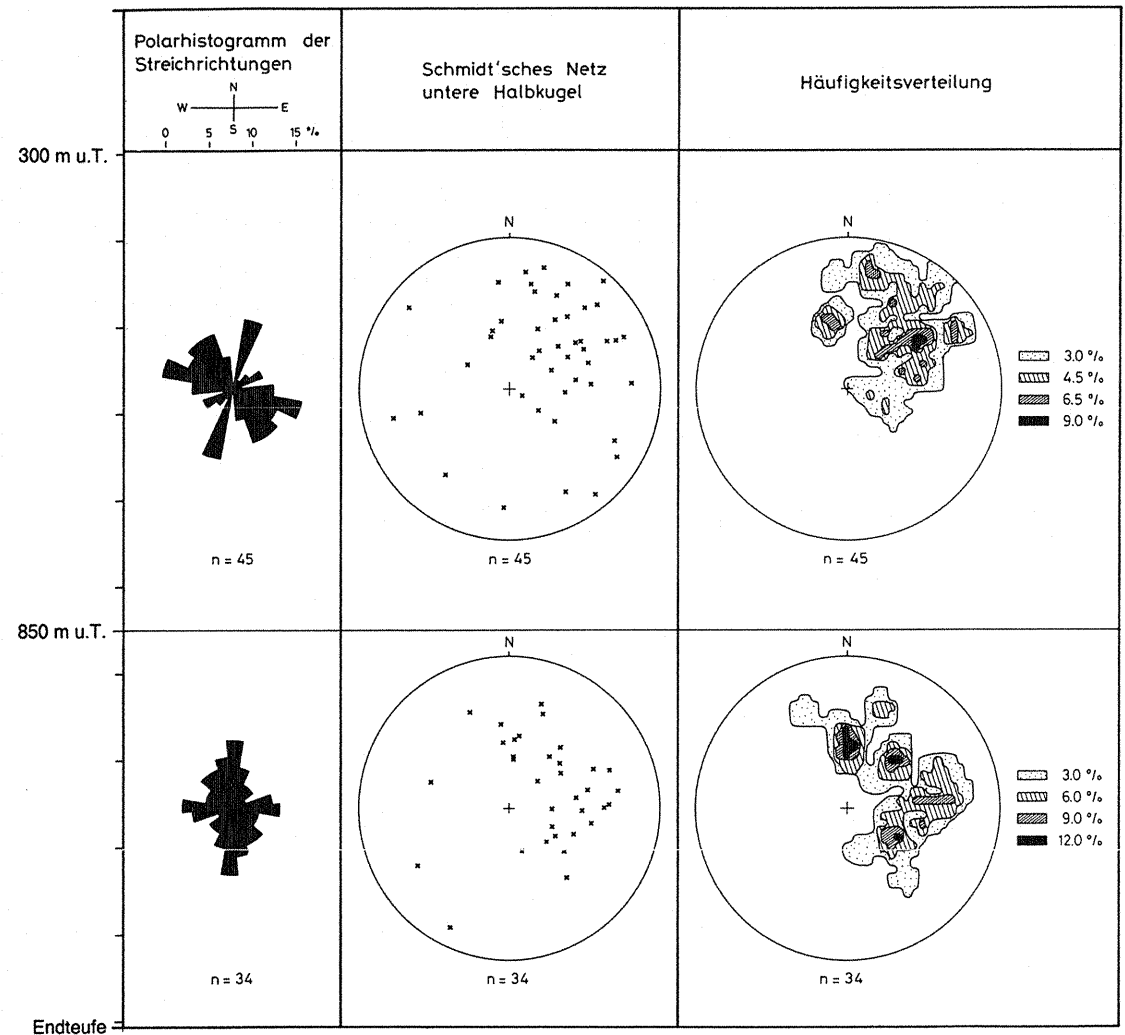 Polarhistogramm der
Streichrichtungen
N
W E
S
0 5 10 15 %
Schmidt'sches Netz
untere Halbkugel
Häufigkeitsverteilung
300 m u.T.
N
N
3.0 %
4.5 %
6.5 %
9.0 %
n = 45
n = 45
n = 45
850 m u.T.
N
N
3.0 %
6.0 %
9.0 %
12.0 %
n = 34
n = 34
n = 34
Endteufe